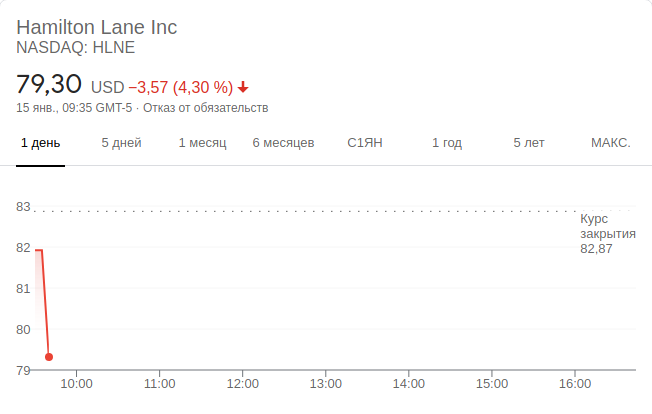 Hamilton Lane Inc
NASDAQ: HLNE
79,30 USD −3,57 (4,30 %)
15 янв., 09:35 GMT-5 · Отказ от обязательств
1 день 5 дней 1 месяц 6 месяцев С1ЯН 1 год 5 лет МАКС.
83
Курс
закрытия
82,87
82
81
80
79
10:00 11:00 12:00 13:00 14:00 15:00 16:00